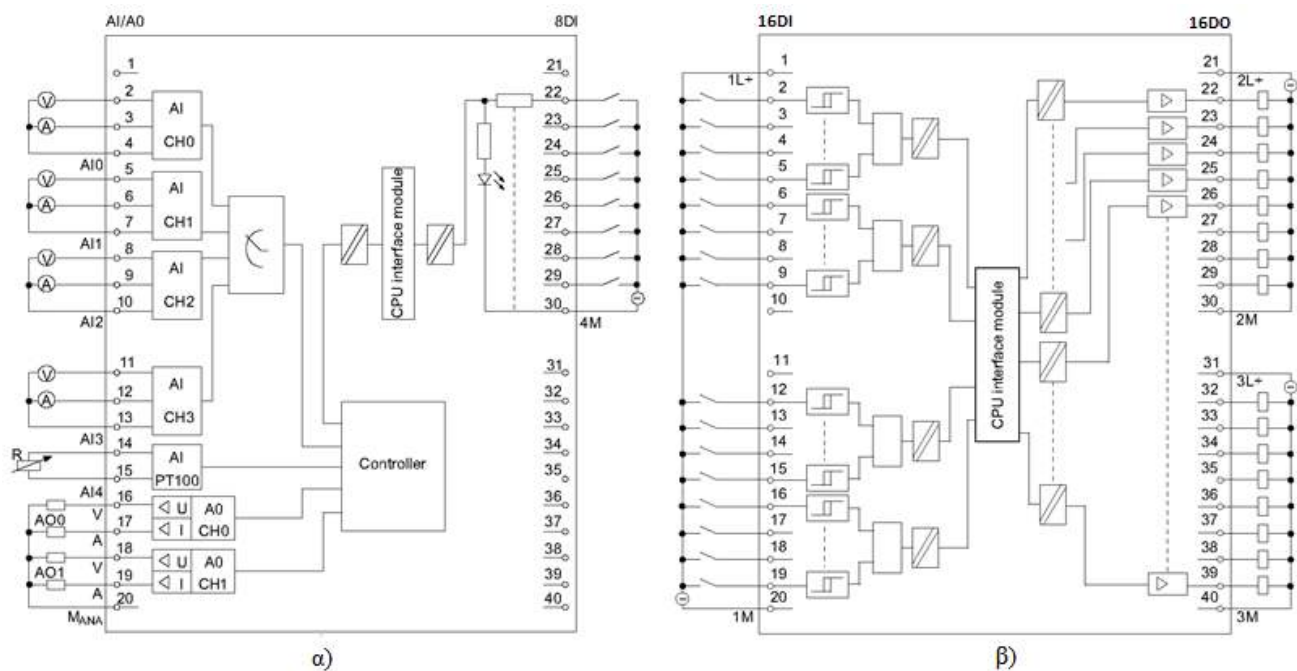 AI/A0 8DI
1
2
3
4
AI0
5
6
7
AI1
8
9
10
AI2
11
12
13
AI3
14
15
AI4
16
17
18
19
20
MANA
V
A
V
A
V
A
V
A
R
AO0
V
A
AO1
V
A
AI
CH0
AI
CH1
AI
CH2
AI
CH3
AI
PT100
U
I
A0
CH0
U
I
A0
CH1
Controller
CPU interface module
21
22
23
24
25
26
27
28
29
30
4M
31
32
33
34
35
36
37
38
39
40
α)
16DI 16DO
1L+
1
2
3
4
5
6
7
8
9
10
11
12
13
14
15
16
17
18
19
20
1M
CPU interface module
21
2L+
22
23
24
25
26
27
28
29
30
2M
31
3L+
32
33
34
35
36
37
38
39
40
3M
β)